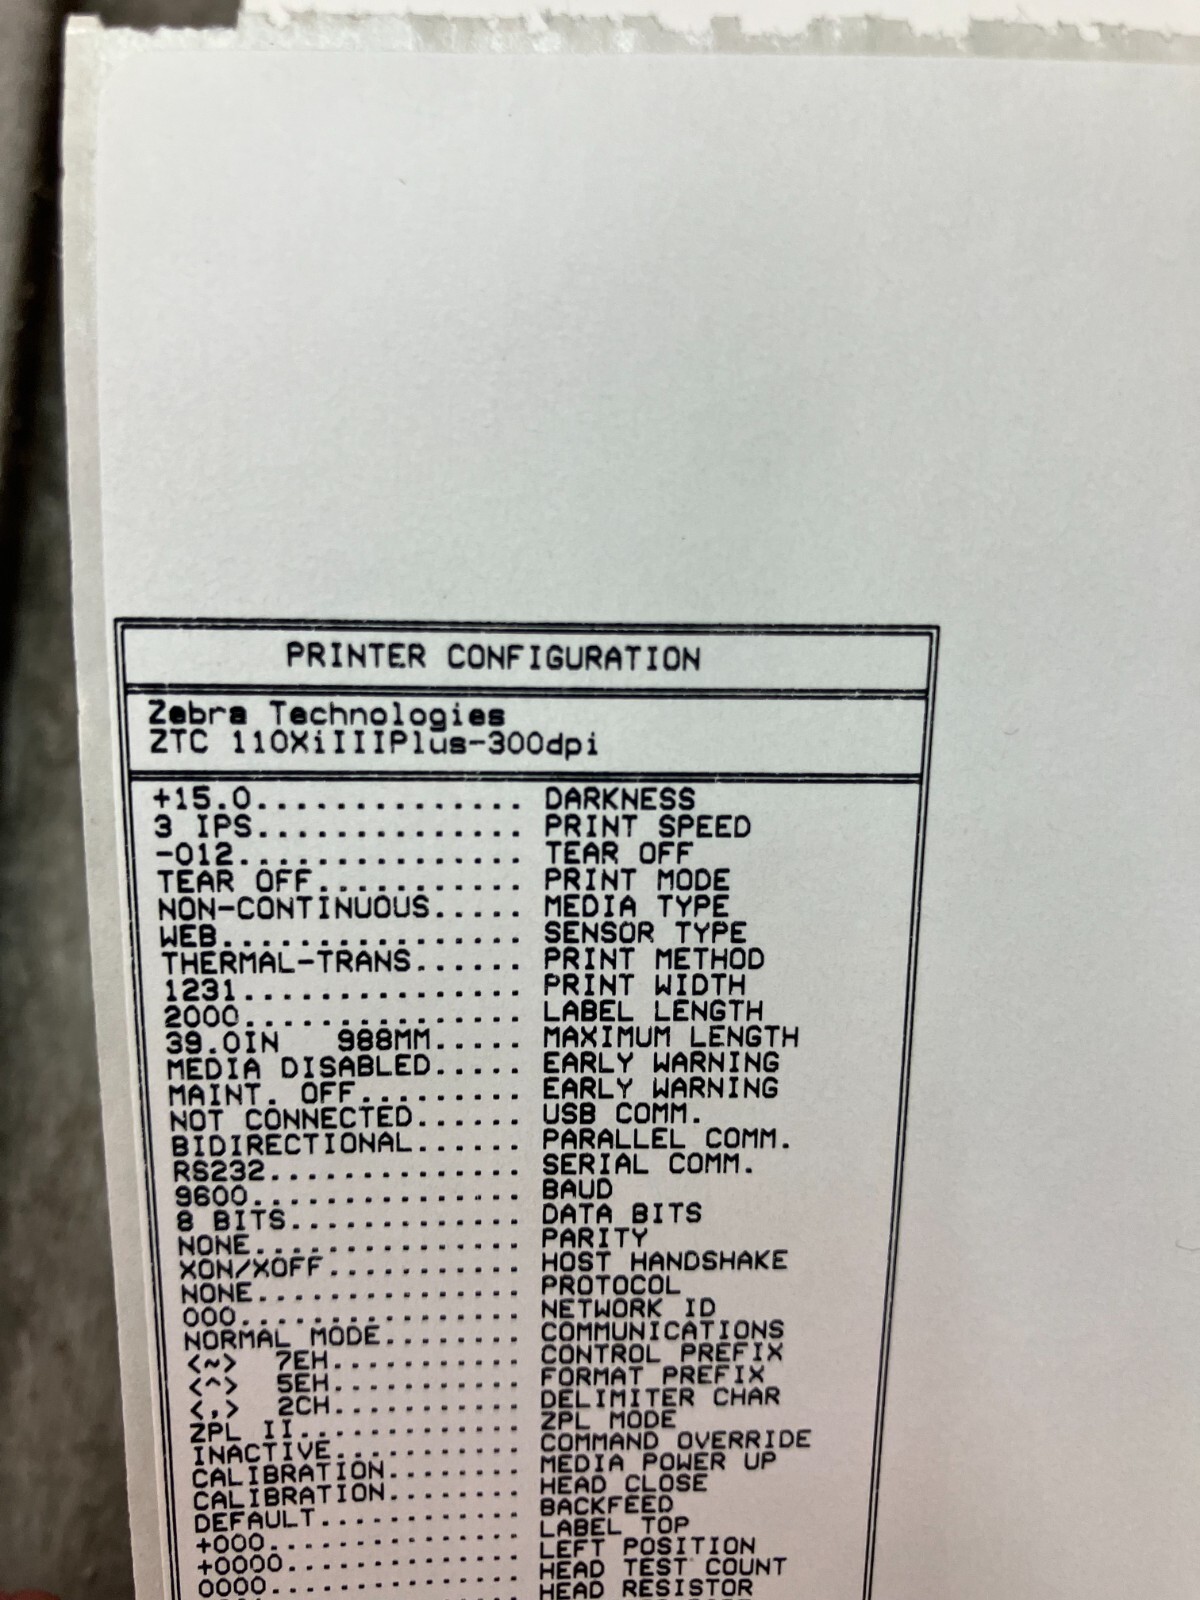 PRINTER CONFIGURATION
Zebra Technologies
ZTC 110XiIIIPlus-300dpi
+15.0.............. DARKNESS
3 IPS.............. PRINT SPEED
-012............... TEAR OFF
TEAR OFF........... PRINT MODE
NON-CONTINUOUS..... MEDIA TYPE
WEB................ SENSOR TYPE
THERMAL-TRANS...... PRINT METHOD
1231............... PRINT WIDTH
2000............... LABEL LENGTH
39.0IN   988MM..... MAXIMUM LENGTH
MEDIA DISABLED..... EARLY WARNING
MAINT. OFF......... EARLY WARNING
NOT CONNECTED...... USB COMM.
BIDIRECTIONAL...... PARALLEL COMM.
RS232.............. SERIAL COMM.
9600............... BAUD
8 BITS............. DATA BITS
NONE............... PARITY
XON/XOFF........... HOST HANDSHAKE
NONE............... PROTOCOL
000................ NETWORK ID
NORMAL MODE........ COMMUNICATIONS
<~>  7EH........... CONTROL PREFIX
<^>  5EH........... FORMAT PREFIX
<,>  2CH........... DELIMITER CHAR
ZPL II............. ZPL MODE
INACTIVE........... COMMAND OVERRIDE
CALIBRATION........ MEDIA POWER UP
CALIBRATION........ HEAD CLOSE
DEFAULT............ BACKFEED
+000............... LABEL TOP
+0000.............. LEFT POSITION
0000............... HEAD TEST COUNT
HEAD RESISTOR